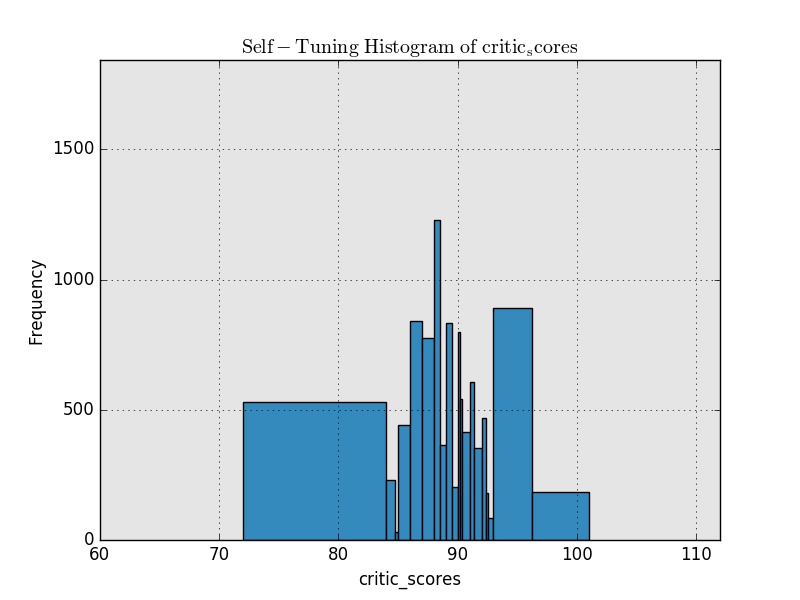 Self − Tuning Histogram of critic_scores
1500
1000
500
0
Frequency
60 70 80 90 100 110
critic_scores